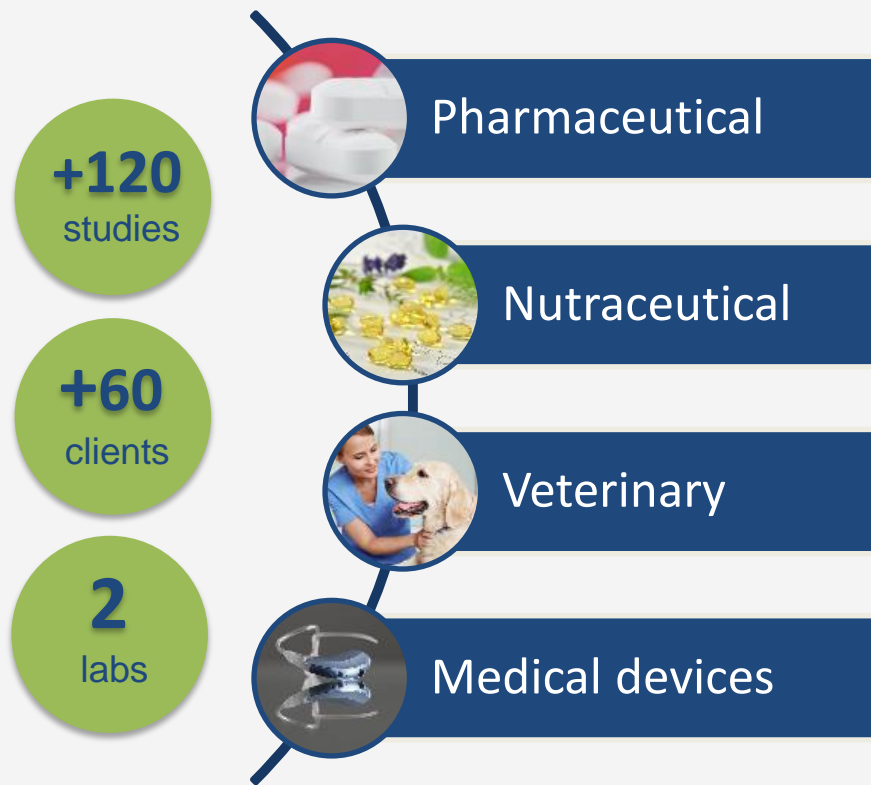 +120
studies
+60
clients
2
labs
Pharmaceutical
Nutraceutical
Veterinary
Medical devices